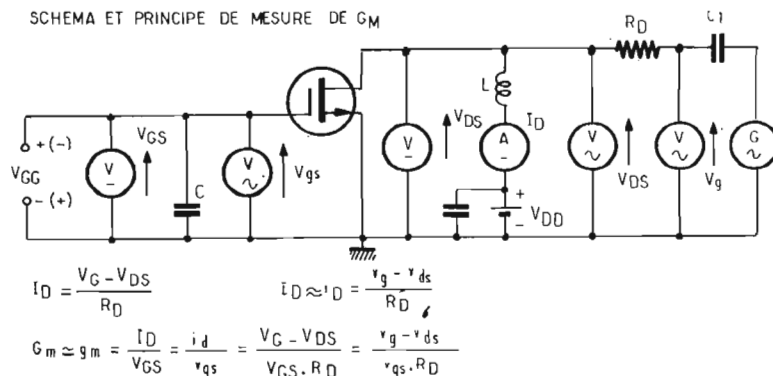 SCHEMA ET PRINCIPE DE MESURE DE GM
RD
C1
L
VGS
VDS
ID
+(-)
V
V
A
V
V
G
VGG
Vgs
VDS
Vg
-(+)
C
+
VDD
-
ID = VG - VDS / RD
iD ≈ ID = vg - vds / RD
Gm ≃ gm = ID / VGS = id / vgs = VG - VDS / VGS . RD = vg - vds / vgs . RD